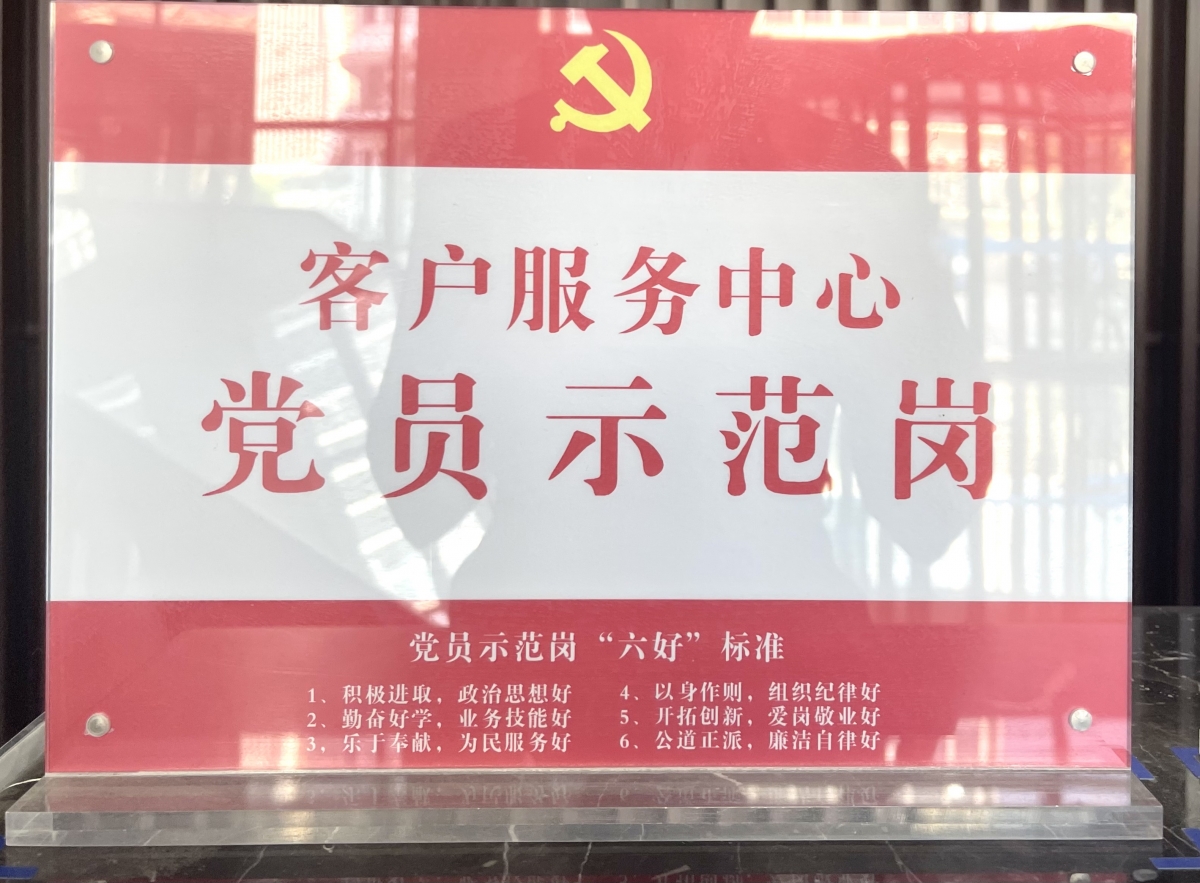 客户服务中心
党员示范岗
党员示范岗“六好”标准
1、积极进取，政治思想好
2、勤奋好学，业务技能好
3，乐于奉献，为民服务好
4、以身作则，组织纪律好
5、开拓创新，爱岗敬业好
6、公道正派，廉洁自律好